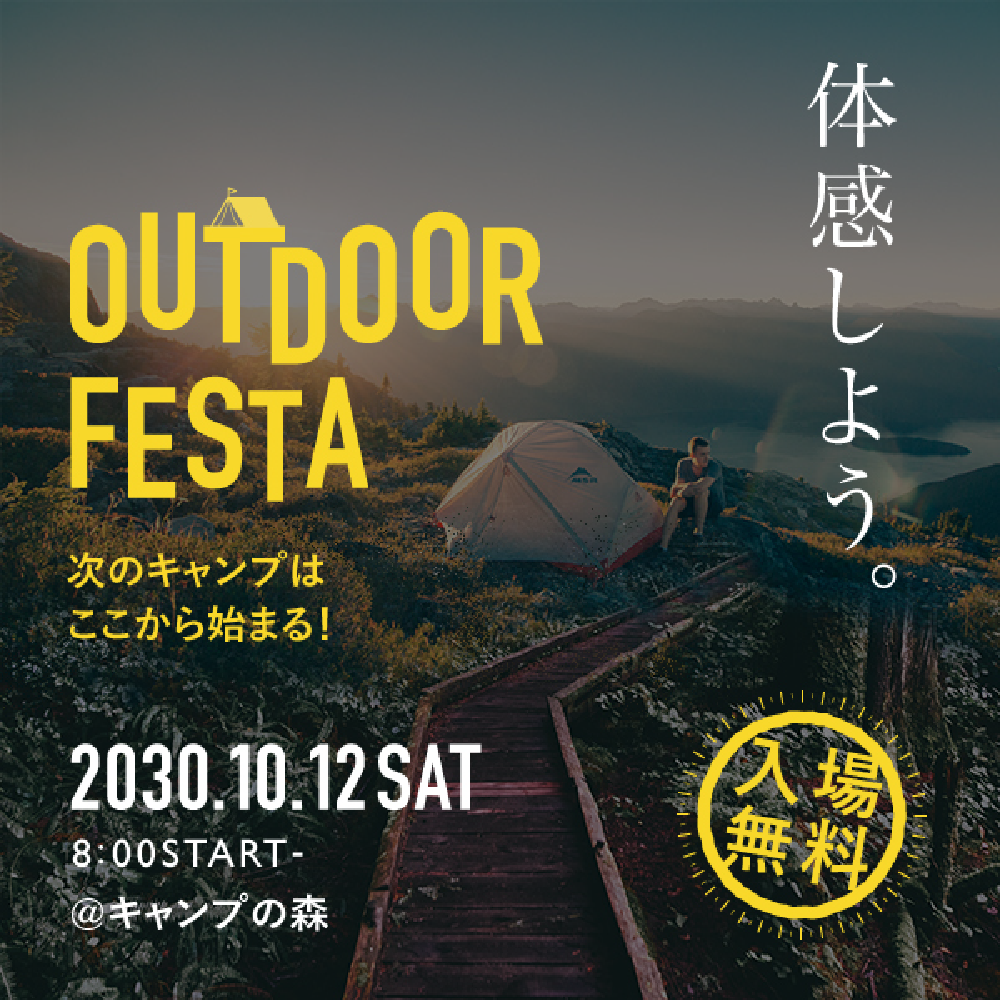 体感しよう。
OUTDOOR
FESTA
次のキャンプは
ここから始まる!
2030.10.12 SAT
8:00START-
@キャンプの森
入場
無料
MSR